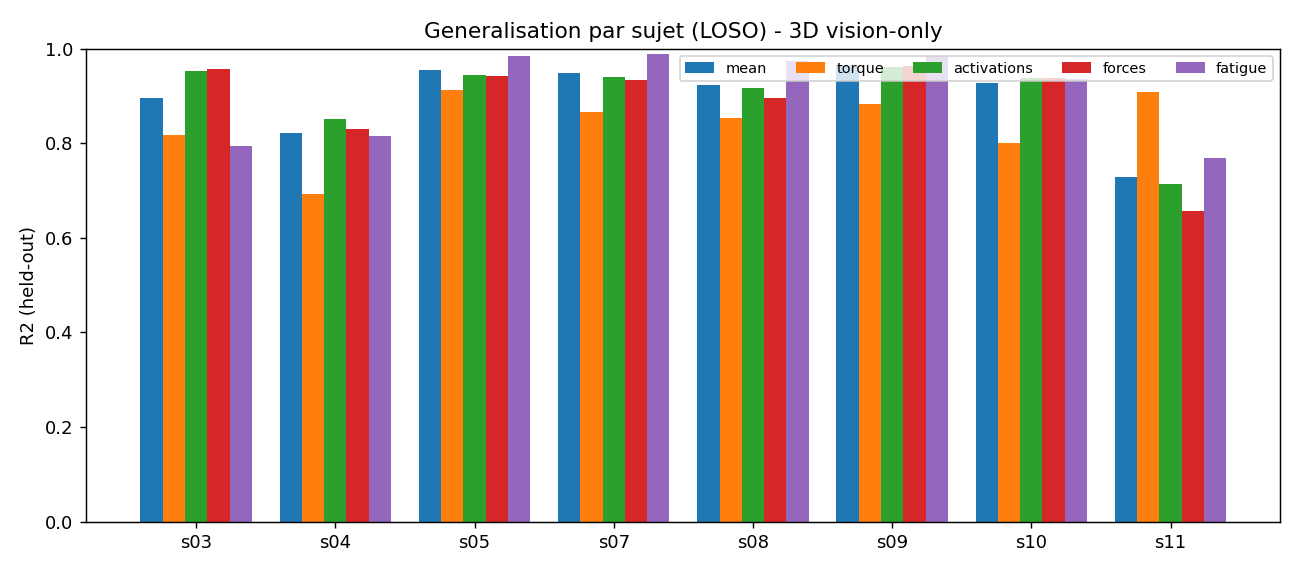 Generalisation par sujet (LOSO) - 3D vision-only
mean torque activations forces fatigue
R2 (held-out)
1.0
0.8
0.6
0.4
0.2
0.0
s03 s04 s05 s07 s08 s09 s10 s11